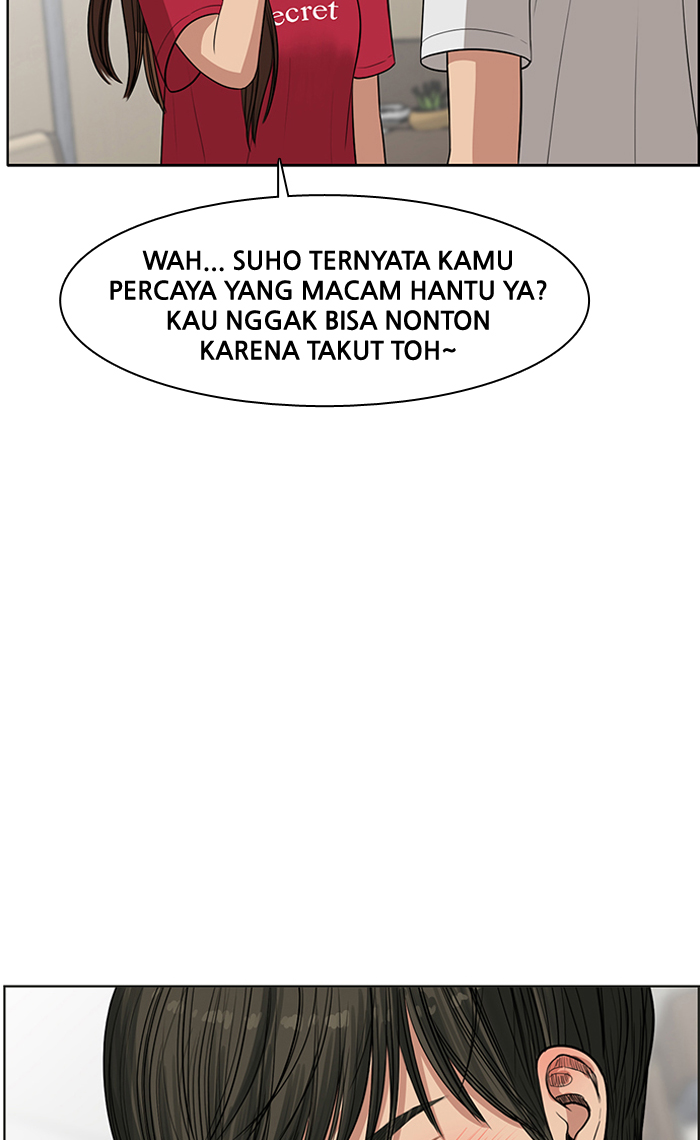 ecret
WAH... SUHO TERNYATA KAMU
PERCAYA YANG MACAM HANTU YA?
KAU NGGAK BISA NONTON
KARENA TAKUT TOH~